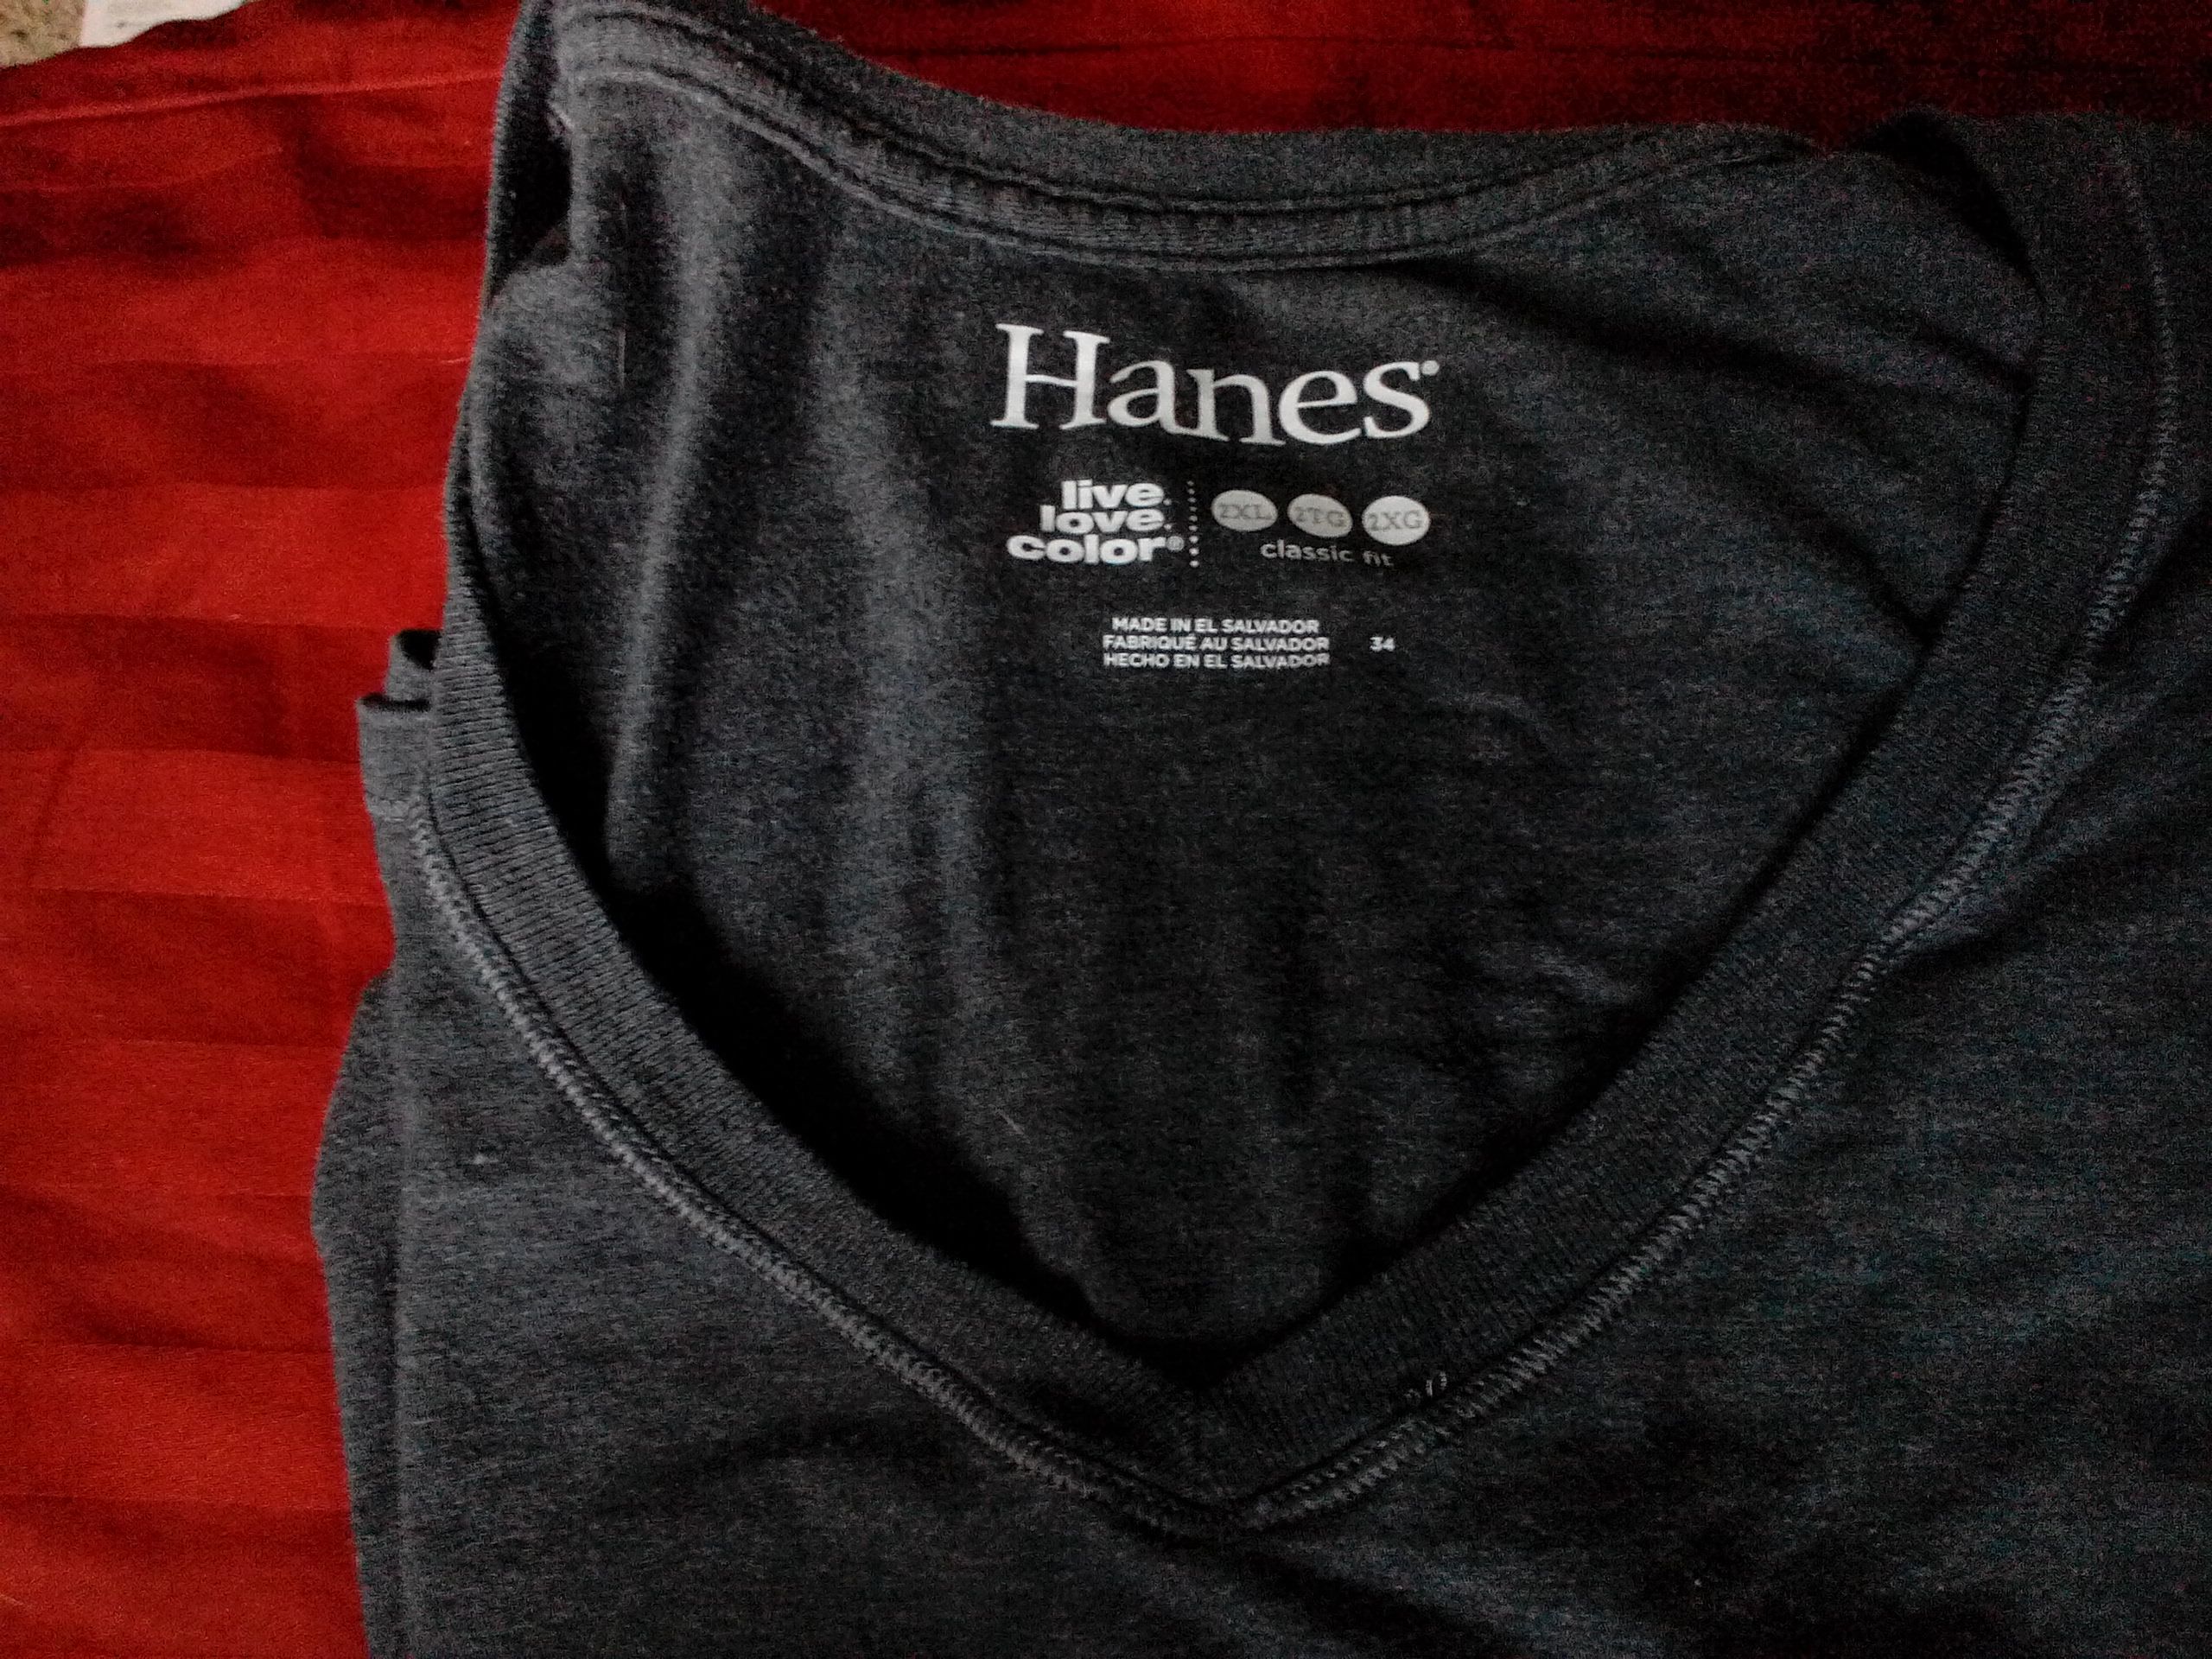 Hanes®
live.
love.
color®
2XL 2TG 2XG
classic fit
MADE IN EL SALVADOR
FABRIQUÉ AU SALVADOR 34
HECHO EN EL SALVADOR